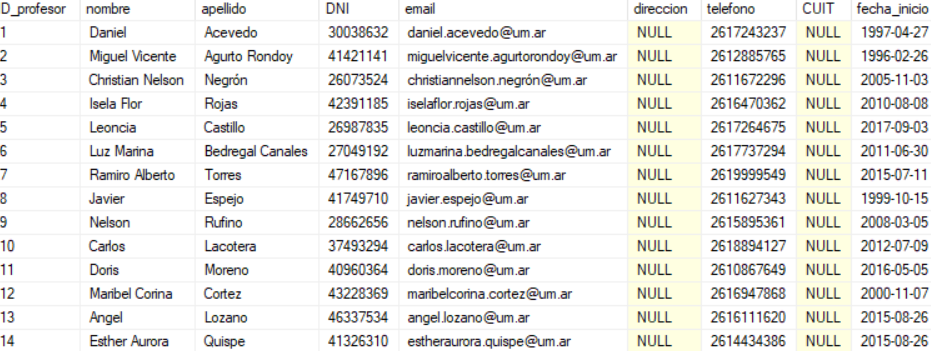 D_profesor nombre apellido DNI email direccion telefono CUIT fecha_inicio
1 Daniel Acevedo 30038632 daniel.acevedo@um.ar NULL 2617243237 NULL 1997-04-27
2 Miguel Vicente Agurto Rondoy 41421141 miguelvicente.agurtorondoy@um.ar NULL 2612885765 NULL 1996-02-26
3 Christian Nelson Negrón 26073524 christiannelson.negrón@um.ar NULL 2611672296 NULL 2005-11-03
4 Isela Flor Rojas 42391185 iselaflor.rojas@um.ar NULL 2616470362 NULL 2010-08-08
5 Leoncia Castillo 26987835 leoncia.castillo@um.ar NULL 2617264675 NULL 2017-09-03
6 Luz Marina Bedregal Canales 27049192 luzmarina.bedregalcanales@um.ar NULL 2617737294 NULL 2011-06-30
7 Ramiro Alberto Torres 47167896 ramiroalberto.torres@um.ar NULL 2619999549 NULL 2015-07-11
8 Javier Espejo 41749710 javier.espejo@um.ar NULL 2611627343 NULL 1999-10-15
9 Nelson Rufino 28662656 nelson.rufino@um.ar NULL 2615895361 NULL 2008-03-05
10 Carlos Lacotera 37493294 carlos.lacotera@um.ar NULL 2618894127 NULL 2012-07-09
11 Doris Moreno 40960364 doris.moreno@um.ar NULL 2610867649 NULL 2016-05-05
12 Maribel Corina Cortez 43228369 maribelcorina.cortez@um.ar NULL 2616947868 NULL 2000-11-07
13 Angel Lozano 46337534 angel.lozano@um.ar NULL 2616111620 NULL 2015-08-26
14 Esther Aurora Quispe 41326310 estheraurora.quispe@um.ar NULL 2614434386 NULL 2015-08-26